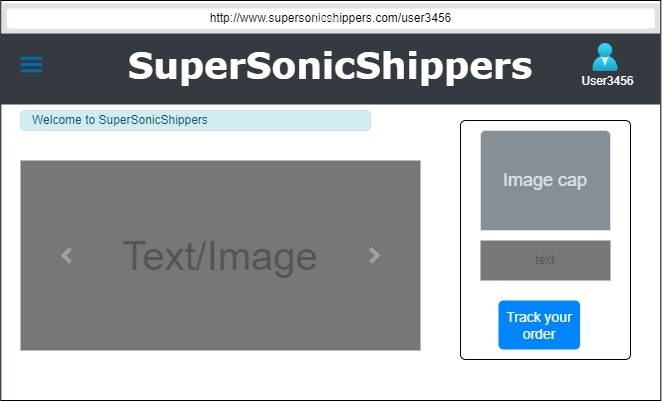 http://www.supersonicshippers.com/user3456
SuperSonicShippers
User3456
Welcome to SuperSonicShippers
Text/Image
Image cap
text
Track your
order